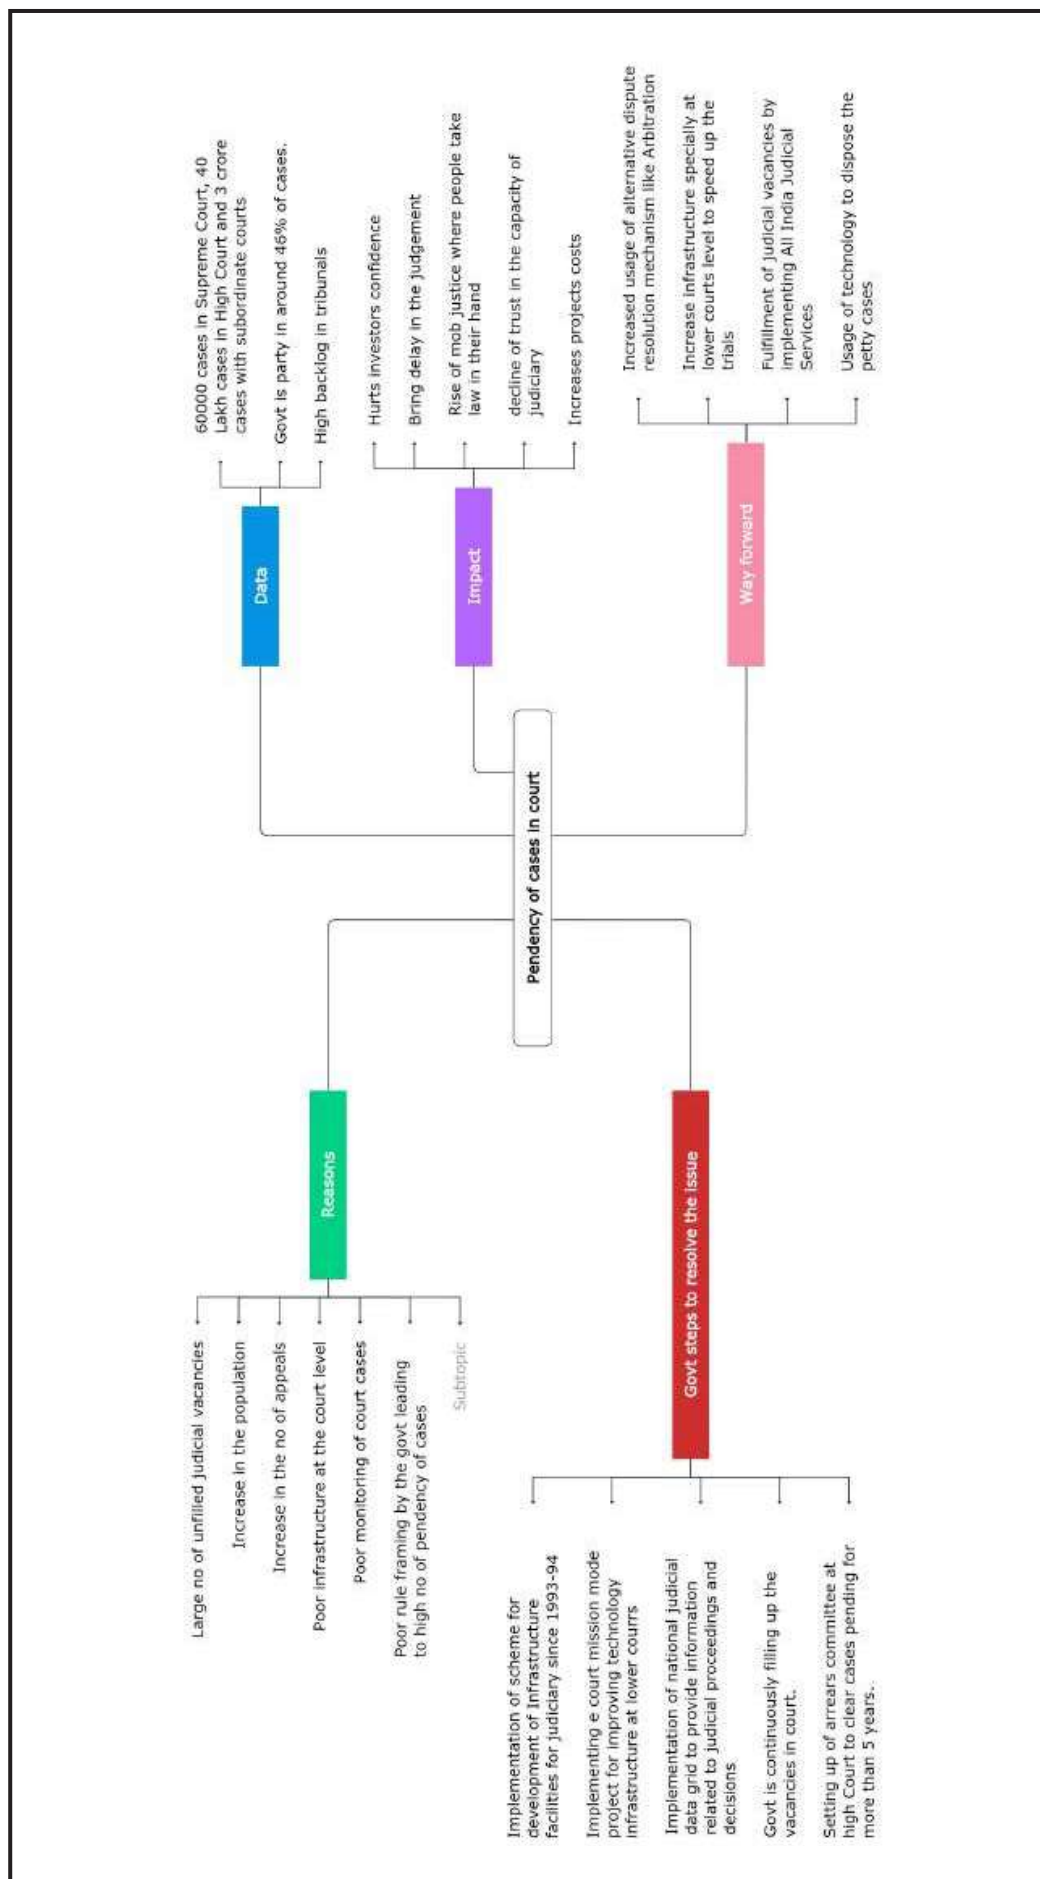 Pendency of cases in court
Reasons
Large no of unfilled judicial vacancies
Increase in the population
Increase in the no of appeals
Poor infrastructure at the court level
Poor monitoring of court cases
Poor rule framing by the govt leading
to high no of pendency of cases
Subtopic
Govt steps to resolve the issue
Implementation of scheme for
development of Infrastructure
facilities for judiciary since 1993-94
Implementing e court mission mode
project for improving technology
infrastructure at lower courrs
Implementation of national judicial
data grid to provide information
related to judicial proceedings and
decisions
Govt is continuously filling up the
vacancies in court.
Setting up of arrears committee at
high Court to clear cases pending for
more than 5 years.
Data
60000 cases in Supreme Court, 40
Lakh cases in High Court and 3 crore
cases with subordinate courts
Govt is party in around 46% of cases.
High backlog in tribunals
Impact
Hurts investors confidence
Bring delay in the judgement
Rise of mob justice where people take
law in their hand
decline of trust in the capacity of
judiciary
Increases projects costs
Way forward
Increased usage of alternative dispute
resolution mechanism like Arbitration
Increase infrastructure specially at
lower courts level to speed up the
trials
Fulfillment of judicial vacancies by
implementing All India Judicial
Services
Usage of technology to dispose the
petty cases